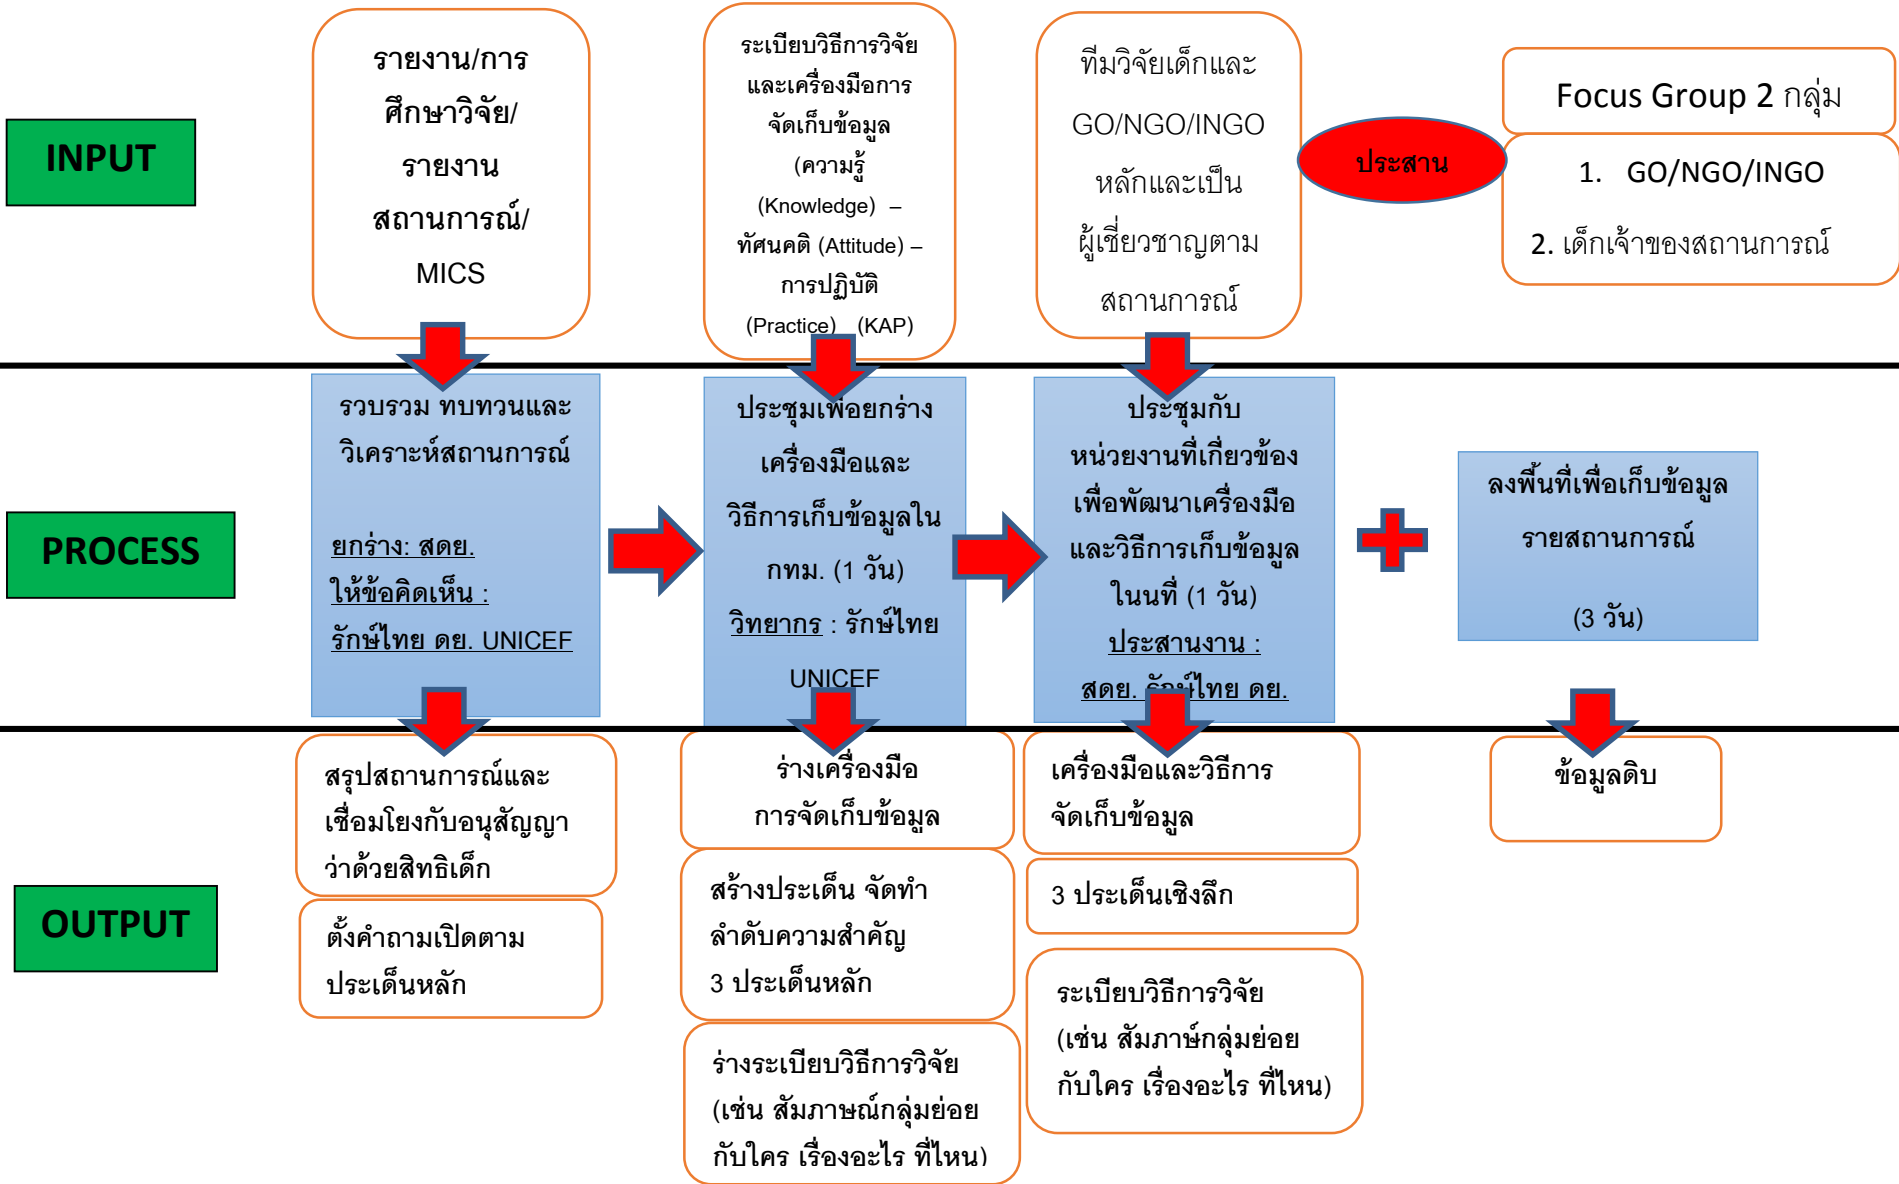 INPUT
รายงาน/การ
ศึกษาวิจัย/
รายงาน
สถานการณ์/
MICS
ระเบียบวิธีการวิจัย
และเครื่องมือการ
จัดเก็บข้อมูล
(ความรู้
(Knowledge) –
ทัศนคติ (Attitude) –
การปฏิบัติ
(Practice) (KAP)
ทีมวิจัยเด็กและ
GO/NGO/INGO
หลักและเป็น
ผู้เชี่ยวชาญตาม
สถานการณ์
ประสาน
Focus Group 2 กลุ่ม
1. GO/NGO/INGO
2. เด็กเจ้าของสถานการณ์
PROCESS
รวบรวม ทบทวนและ
วิเคราะห์สถานการณ์
ยกร่าง: สดย.
ให้ข้อคิดเห็น :
รักษ์ไทย ดย. UNICEF
ประชุมเพื่อยกร่าง
เครื่องมือและ
วิธีการเก็บข้อมูลใน
กทม. (1 วัน)
วิทยากร : รักษ์ไทย
UNICEF
ประชุมกับ
หน่วยงานที่เกี่ยวข้อง
เพื่อพัฒนาเครื่องมือ
และวิธีการเก็บข้อมูล
ในนที่ (1 วัน)
ประสานงาน :
สดย. รักษ์ไทย ดย.
ลงพื้นที่เพื่อเก็บข้อมูล
รายสถานการณ์
(3 วัน)
OUTPUT
สรุปสถานการณ์และ
เชื่อมโยงกับอนุสัญญา
ว่าด้วยสิทธิเด็ก
ตั้งคำถามเปิดตาม
ประเด็นหลัก
ร่างเครื่องมือ
การจัดเก็บข้อมูล
สร้างประเด็น จัดทำ
ลำดับความสำคัญ
3 ประเด็นหลัก
ร่างระเบียบวิธีการวิจัย
(เช่น สัมภาษณ์กลุ่มย่อย
กับใคร เรื่องอะไร ที่ไหน)
เครื่องมือและวิธีการ
จัดเก็บข้อมูล
3 ประเด็นเชิงลึก
ระเบียบวิธีการวิจัย
(เช่น สัมภาษ์กลุ่มย่อย
กับใคร เรื่องอะไร ที่ไหน)
ข้อมูลดิบ